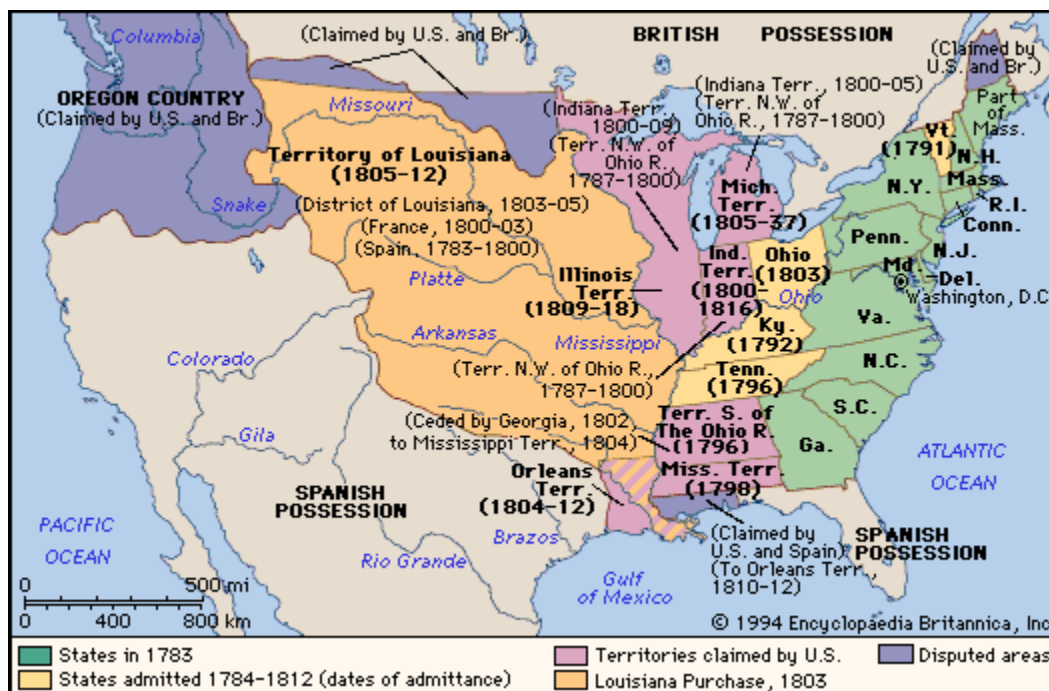 Columbia
(Claimed by U.S. and Br.)
BRITISH POSSESSION
(Claimed by
U.S. and Br.)
OREGON COUNTRY
(Claimed by U.S. and Br.)
Missouri
(Indiana Terr., 1800-05)
(Terr. N.W. of
Ohio R., 1787-1800)
(Indiana Terr.
1800-09)
(Terr. N.W. of
Ohio R.,
1787-1800)
Part
of
Mass.
Vt.
(1791)
N.H.
Mass.
R.I.
Conn.
N.Y.
Territory of Louisiana
(1805-12)
Snake
(District of Louisiana, 1803-05)
(France, 1800-03)
(Spain, 1783-1800)
Mich.
Terr.
(1805-37)
Penn.
N.J.
Md.
Del.
Washington, D.C
Platte
Illinois
Terr.
(1809-18)
Ind.
Terr.
(1800-
1816)
Ohio
(1803)
Ohio
Va.
Arkansas
Mississippi
Ky.
(1792)
Colorado
(Terr. N.W. of Ohio R.,
1787-1800)
Tenn.
(1796)
N.C.
Gila
(Ceded by Georgia, 1802
to Mississippi Terr., 1804)
Terr. S. of
The Ohio R.
(1796)
S.C.
Ga.
Miss. Terr.
(1798)
ATLANTIC
OCEAN
Orleans
Terr.
(1804-12)
SPANISH
POSSESSION
PACIFIC
OCEAN
Brazos
Rio Grande
(Claimed by
U.S. and Spain)
(To Orleans Terr.,
1810-12)
SPANISH
POSSESSION
Gulf
of Mexico
0 500 mi
0 400 800 km
© 1994 Encyclopaedia Britannica, Inc
States in 1783
States admitted 1784-1812 (dates of admittance)
Territories claimed by U.S.
Louisiana Purchase, 1803
Disputed areas